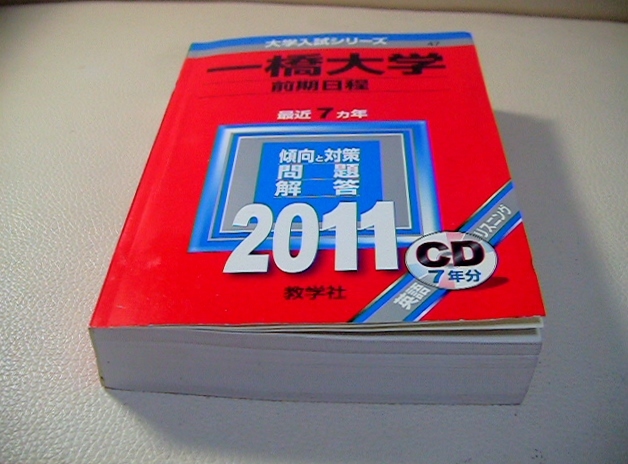 大学入試シリーズ
47
一橋大学
前期日程
最近7ヵ年
傾向と対策
問題
解答
2011
CD
7年分
英語リスニング
教学社